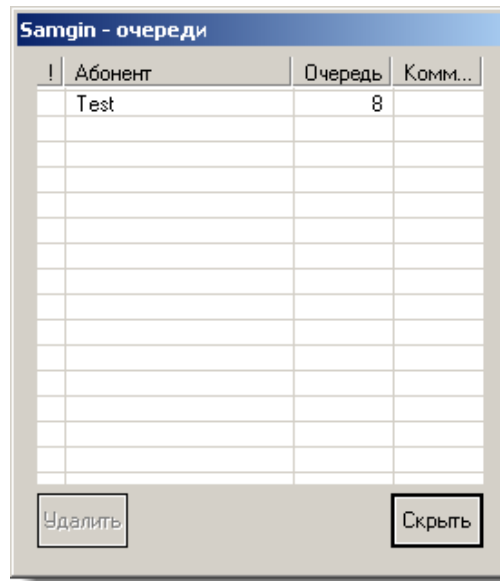 Samgin - очереди
! Абонент Очередь Комм...
Test 8
Удалить Скрыть